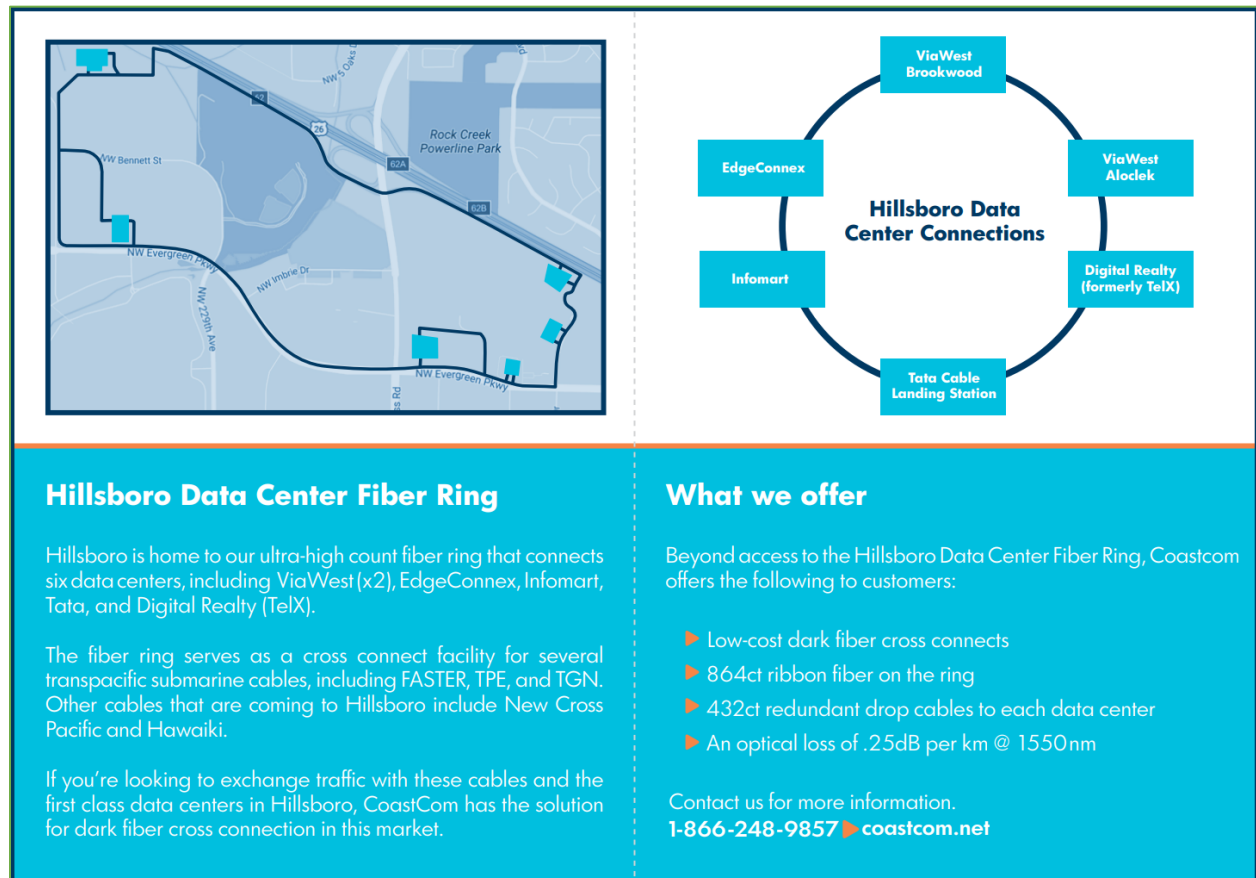 NW 5 Oaks D
62
26
Rock Creek
Powerline Park
62A
NW Bennett St
62B
NW Evergreen Pkwy
NW Imbrie Dr
NW 229th Ave
NW Evergreen Pkwy
ss Rd
ViaWest
Brookwood
EdgeConnex
ViaWest
Aloclek
Hillsboro Data
Center Connections
Infomart
Digital Realty
(formerly TelX)
Tata Cable
Landing Station
Hillsboro Data Center Fiber Ring
Hillsboro is home to our ultra-high count fiber ring that connects
six data centers, including ViaWest (x2), EdgeConnex, Infomart,
Tata, and Digital Realty (TelX).
The fiber ring serves as a cross connect facility for several
transpacific submarine cables, including FASTER, TPE, and TGN.
Other cables that are coming to Hillsboro include New Cross
Pacific and Hawaiki.
If you're looking to exchange traffic with these cables and the
first class data centers in Hillsboro, CoastCom has the solution
for dark fiber cross connection in this market.
What we offer
Beyond access to the Hillsboro Data Center Fiber Ring, Coastcom
offers the following to customers:
Low-cost dark fiber cross connects
864ct ribbon fiber on the ring
432ct redundant drop cables to each data center
An optical loss of .25dB per km @ 1550nm
Contact us for more information.
1-866-248-9857 coastcom.net